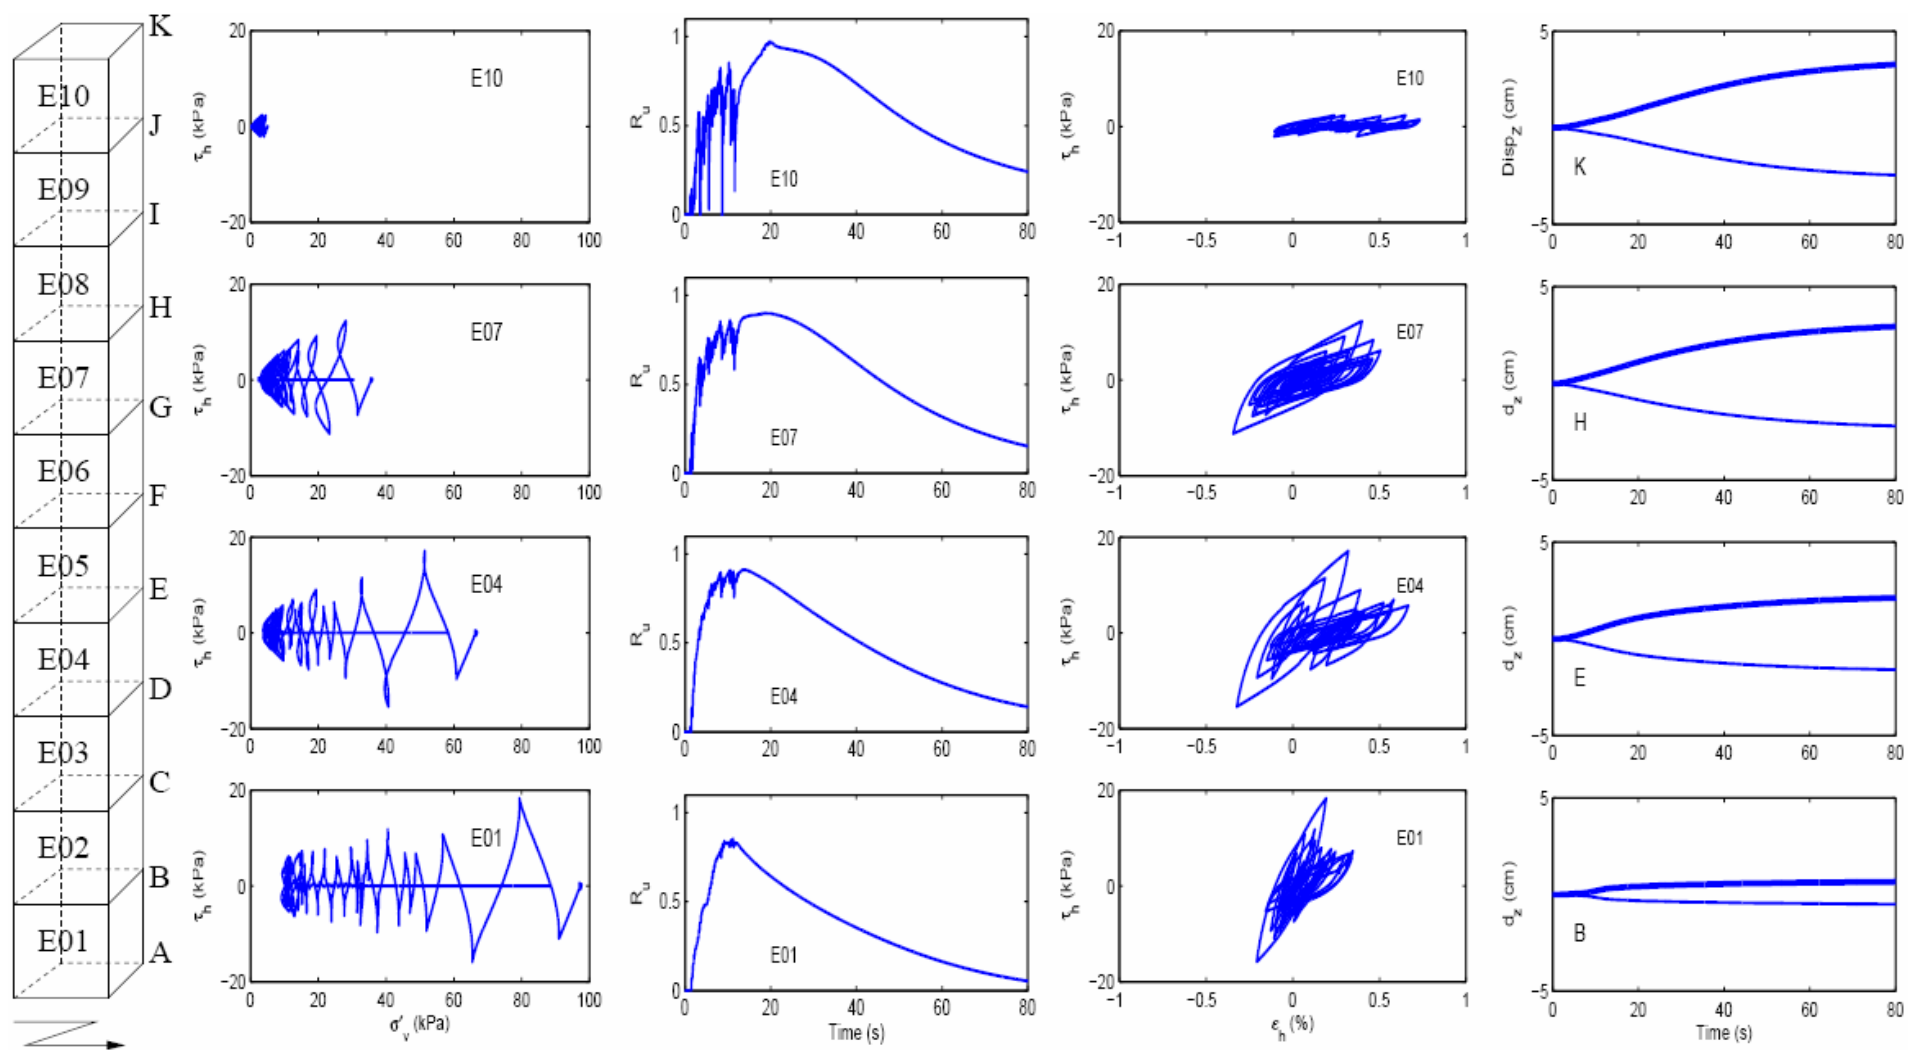 K
E10
J
E09
I
E08
H
E07
G
E06
F
E05
E
E04
D
E03
C
E02
B
E01
A
20
0
−20
τh (kPa)
E10
0 20 40 60 80 100
1
0.5
0
Ru
E10
0 20 40 60 80
20
0
−20
τh (kPa)
E10
−1 −0.5 0 0.5 1
5
−5
DispZ (cm)
K
0 20 40 60 80
20
0
−20
τh (kPa)
E07
0 20 40 60 80 100
1
0.5
0
Ru
E07
0 20 40 60 80
20
0
−20
τh (kPa)
E07
−1 −0.5 0 0.5 1
5
−5
dz (cm)
H
0 20 40 60 80
20
0
−20
τh (kPa)
E04
0 20 40 60 80 100
1
0.5
0
Ru
E04
0 20 40 60 80
20
0
−20
τh (kPa)
E04
−1 −0.5 0 0.5 1
5
−5
dz (cm)
E
0 20 40 60 80
20
0
−20
τh (kPa)
E01
0 20 40 60 80 100
σ′v (kPa)
1
0.5
0
Ru
E01
0 20 40 60 80
Time (s)
20
0
−20
τh (kPa)
E01
−1 −0.5 0 0.5 1
εh (%)
5
−5
dz (cm)
B
0 20 40 60 80
Time (s)